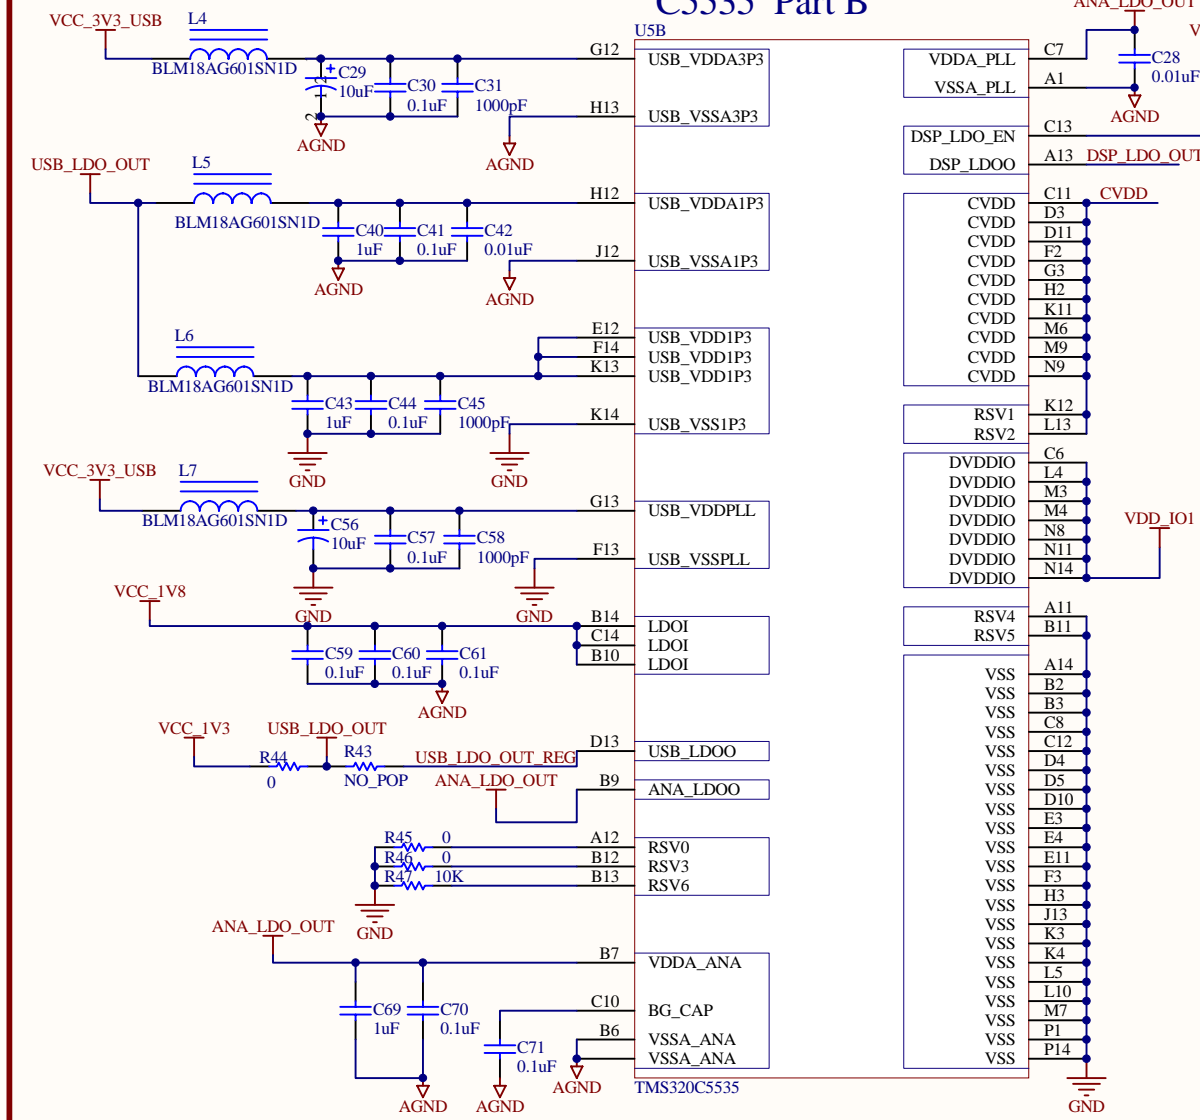 C5535 Part B
ANA_LDO_OUT
VCC_3V3_USB
L4
BLM18AG601SN1D
C29
10uF
1
2
2
C30
0.1uF
C31
1000pF
AGND
AGND
U5B
G12 USB_VDDA3P3
H13 USB_VSSA3P3
VDDA_PLL C7
VSSA_PLL A1
C28
0.01uF
AGND
V
DSP_LDO_EN C13
DSP_LDOO A13 DSP_LDO_OUT
USB_LDO_OUT
L5
BLM18AG601SN1D
C40
1uF
C41
0.1uF
C42
0.01uF
AGND
AGND
H12 USB_VDDA1P3
J12 USB_VSSA1P3
CVDD C11 CVDD
CVDD D3
CVDD D11
CVDD F2
CVDD G3
CVDD H2
CVDD K11
CVDD M6
CVDD M9
CVDD N9
L6
BLM18AG601SN1D
C43
1uF
C44
0.1uF
C45
1000pF
GND
GND
E12 USB_VDD1P3
F14 USB_VDD1P3
K13 USB_VDD1P3
K14 USB_VSS1P3
RSV1 K12
RSV2 L13
VCC_3V3_USB
L7
BLM18AG601SN1D
C56
10uF
C57
0.1uF
C58
1000pF
GND
GND
G13 USB_VDDPLL
F13 USB_VSSPLL
DVDDIO C6
DVDDIO L4
DVDDIO M3
DVDDIO M4
DVDDIO N8
DVDDIO N11
DVDDIO N14
VDD_IO1
VCC_1V8
C59
0.1uF
C60
0.1uF
C61
0.1uF
AGND
B14 LDOI
C14 LDOI
B10 LDOI
RSV4 A11
RSV5 B11
VCC_1V3
R44
0
USB_LDO_OUT
R43
NO_POP
USB_LDO_OUT_REG
D13 USB_LDOO
ANA_LDO_OUT
B9 ANA_LDOO
R45 0 A12 RSV0
R46 0 B12 RSV3
R47 10K B13 RSV6
GND
VSS A14
VSS B2
VSS B3
VSS C8
VSS C12
VSS D4
VSS D5
VSS D10
VSS E3
VSS E4
VSS E11
VSS F3
VSS H3
VSS J13
VSS K3
VSS K4
VSS L5
VSS L10
VSS M7
VSS P1
VSS P14
GND
ANA_LDO_OUT
C69
1uF
C70
0.1uF
AGND
C71
0.1uF
AGND
B7 VDDA_ANA
C10 BG_CAP
B6 VSSA_ANA
VSSA_ANA
AGND
TMS320C5535